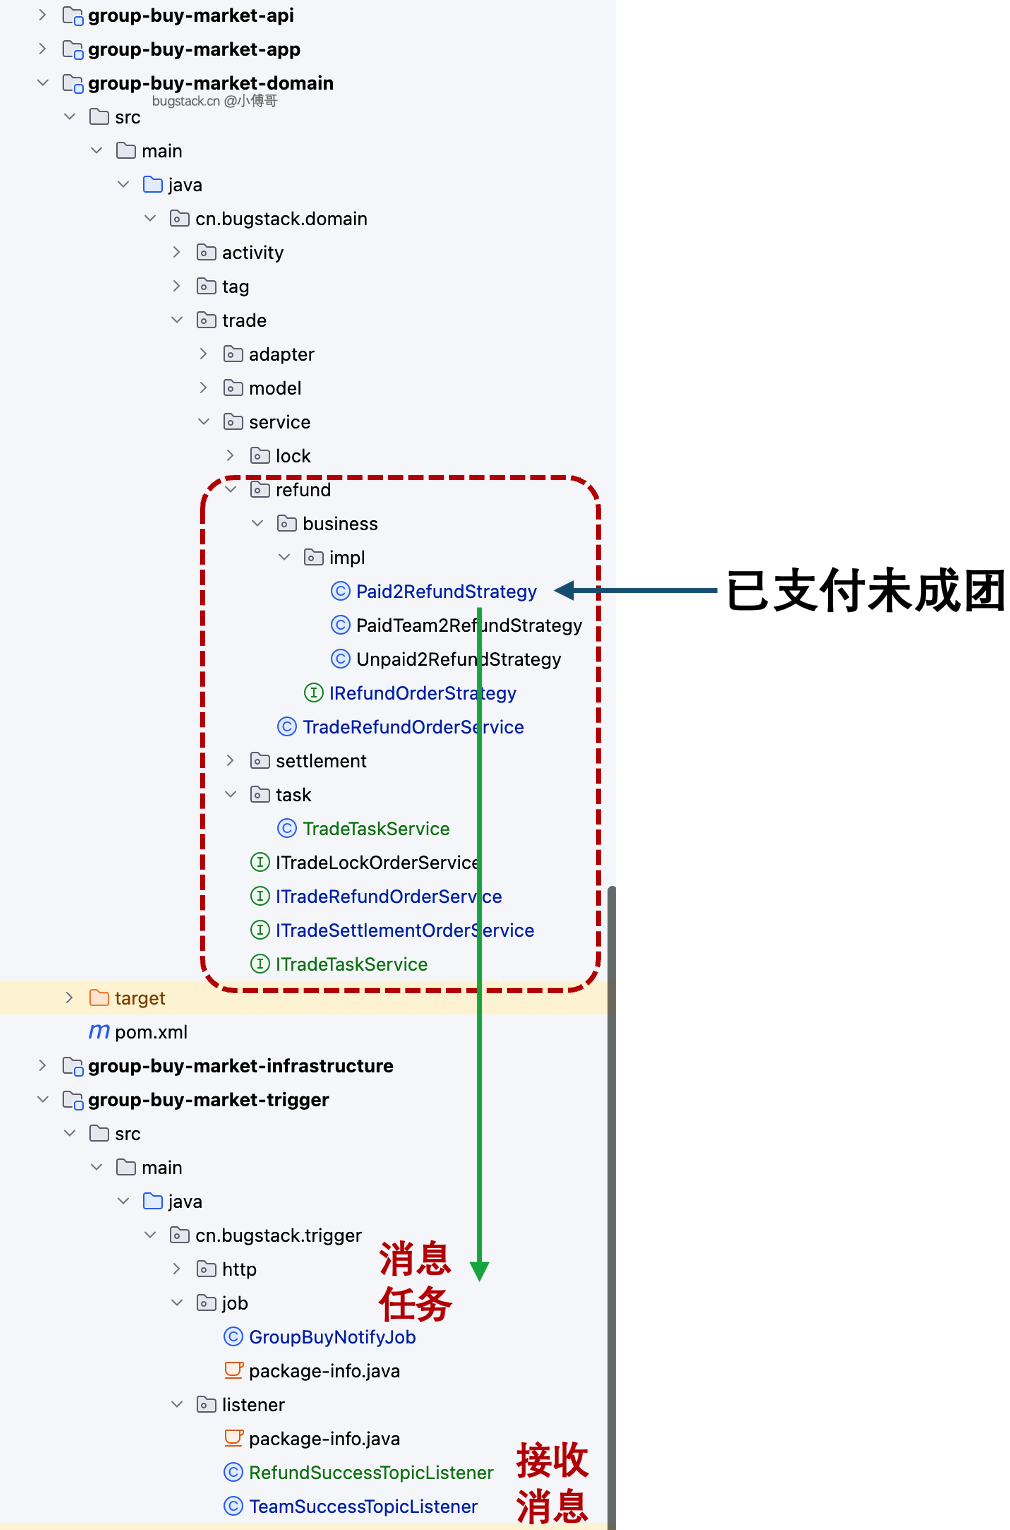 group-buy-market-api
group-buy-market-app
group-buy-market-domain
bugstack.cn @小傅哥
src
main
java
cn.bugstack.domain
activity
tag
trade
adapter
model
service
lock
refund
business
impl
Paid2RefundStrategy
已支付未成团
PaidTeam2RefundStrategy
Unpaid2RefundStrategy
IRefundOrderStrategy
TradeRefundOrderService
settlement
task
TradeTaskService
ITradeLockOrderService
ITradeRefundOrderService
ITradeSettlementOrderService
ITradeTaskService
target
pom.xml
group-buy-market-infrastructure
group-buy-market-trigger
src
main
java
cn.bugstack.trigger
消息
http
任务
job
GroupBuyNotifyJob
package-info.java
listener
package-info.java
接收
RefundSuccessTopicListener
消息
TeamSuccessTopicListener